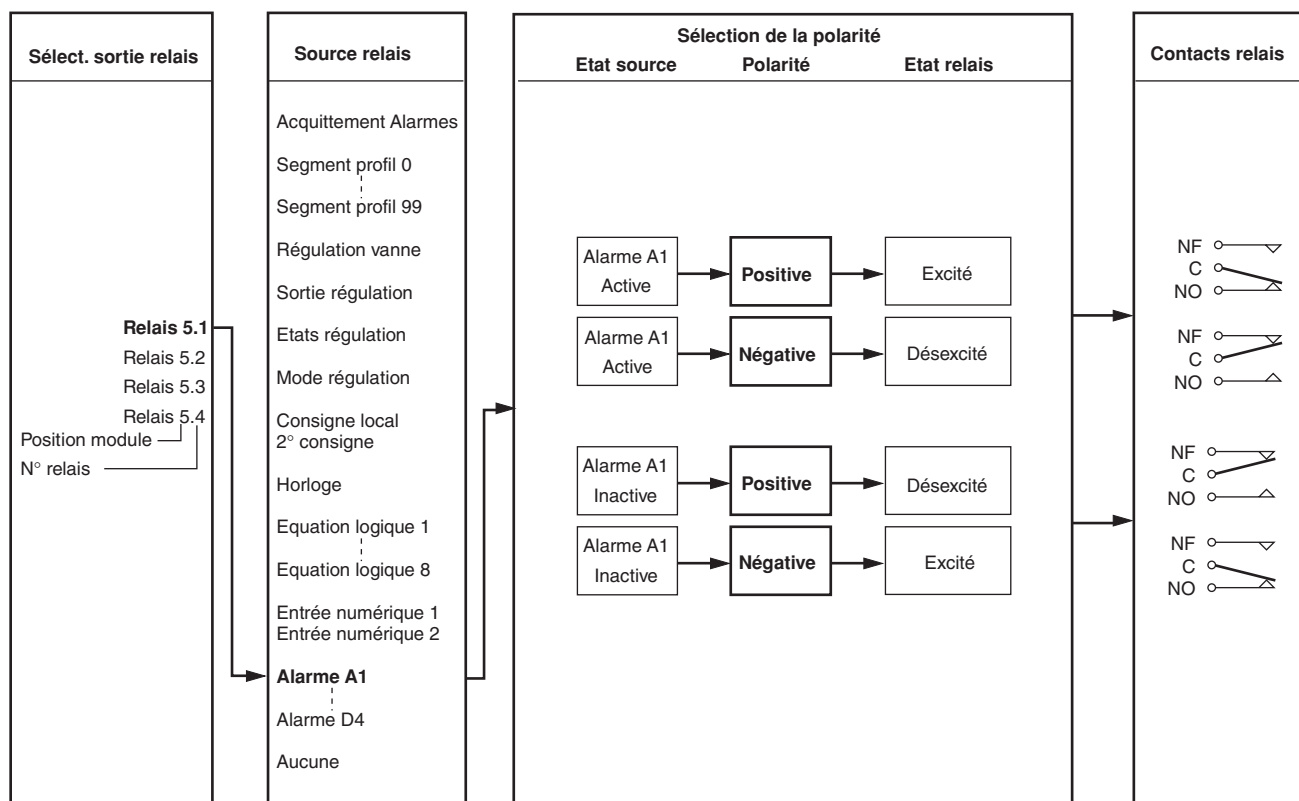 Sélect. sortie relais
Relais 5.1
Relais 5.2
Relais 5.3
Relais 5.4
Position module
N° relais
Source relais
Acquittement Alarmes
Segment profil 0
Segment profil 99
Régulation vanne
Sortie régulation
Etats régulation
Mode régulation
Consigne local
2° consigne
Horloge
Equation logique 1
Equation logique 8
Entrée numérique 1
Entrée numérique 2
Alarme A1
Alarme D4
Aucune
Sélection de la polarité
Etat source Polarité Etat relais
Alarme A1
Active
Positive
Excité
Alarme A1
Active
Négative
Désexcité
Alarme A1
Inactive
Positive
Désexcité
Alarme A1
Inactive
Négative
Excité
Contacts relais
NF
C
NO
NF
C
NO
NF
C
NO
NF
C
NO